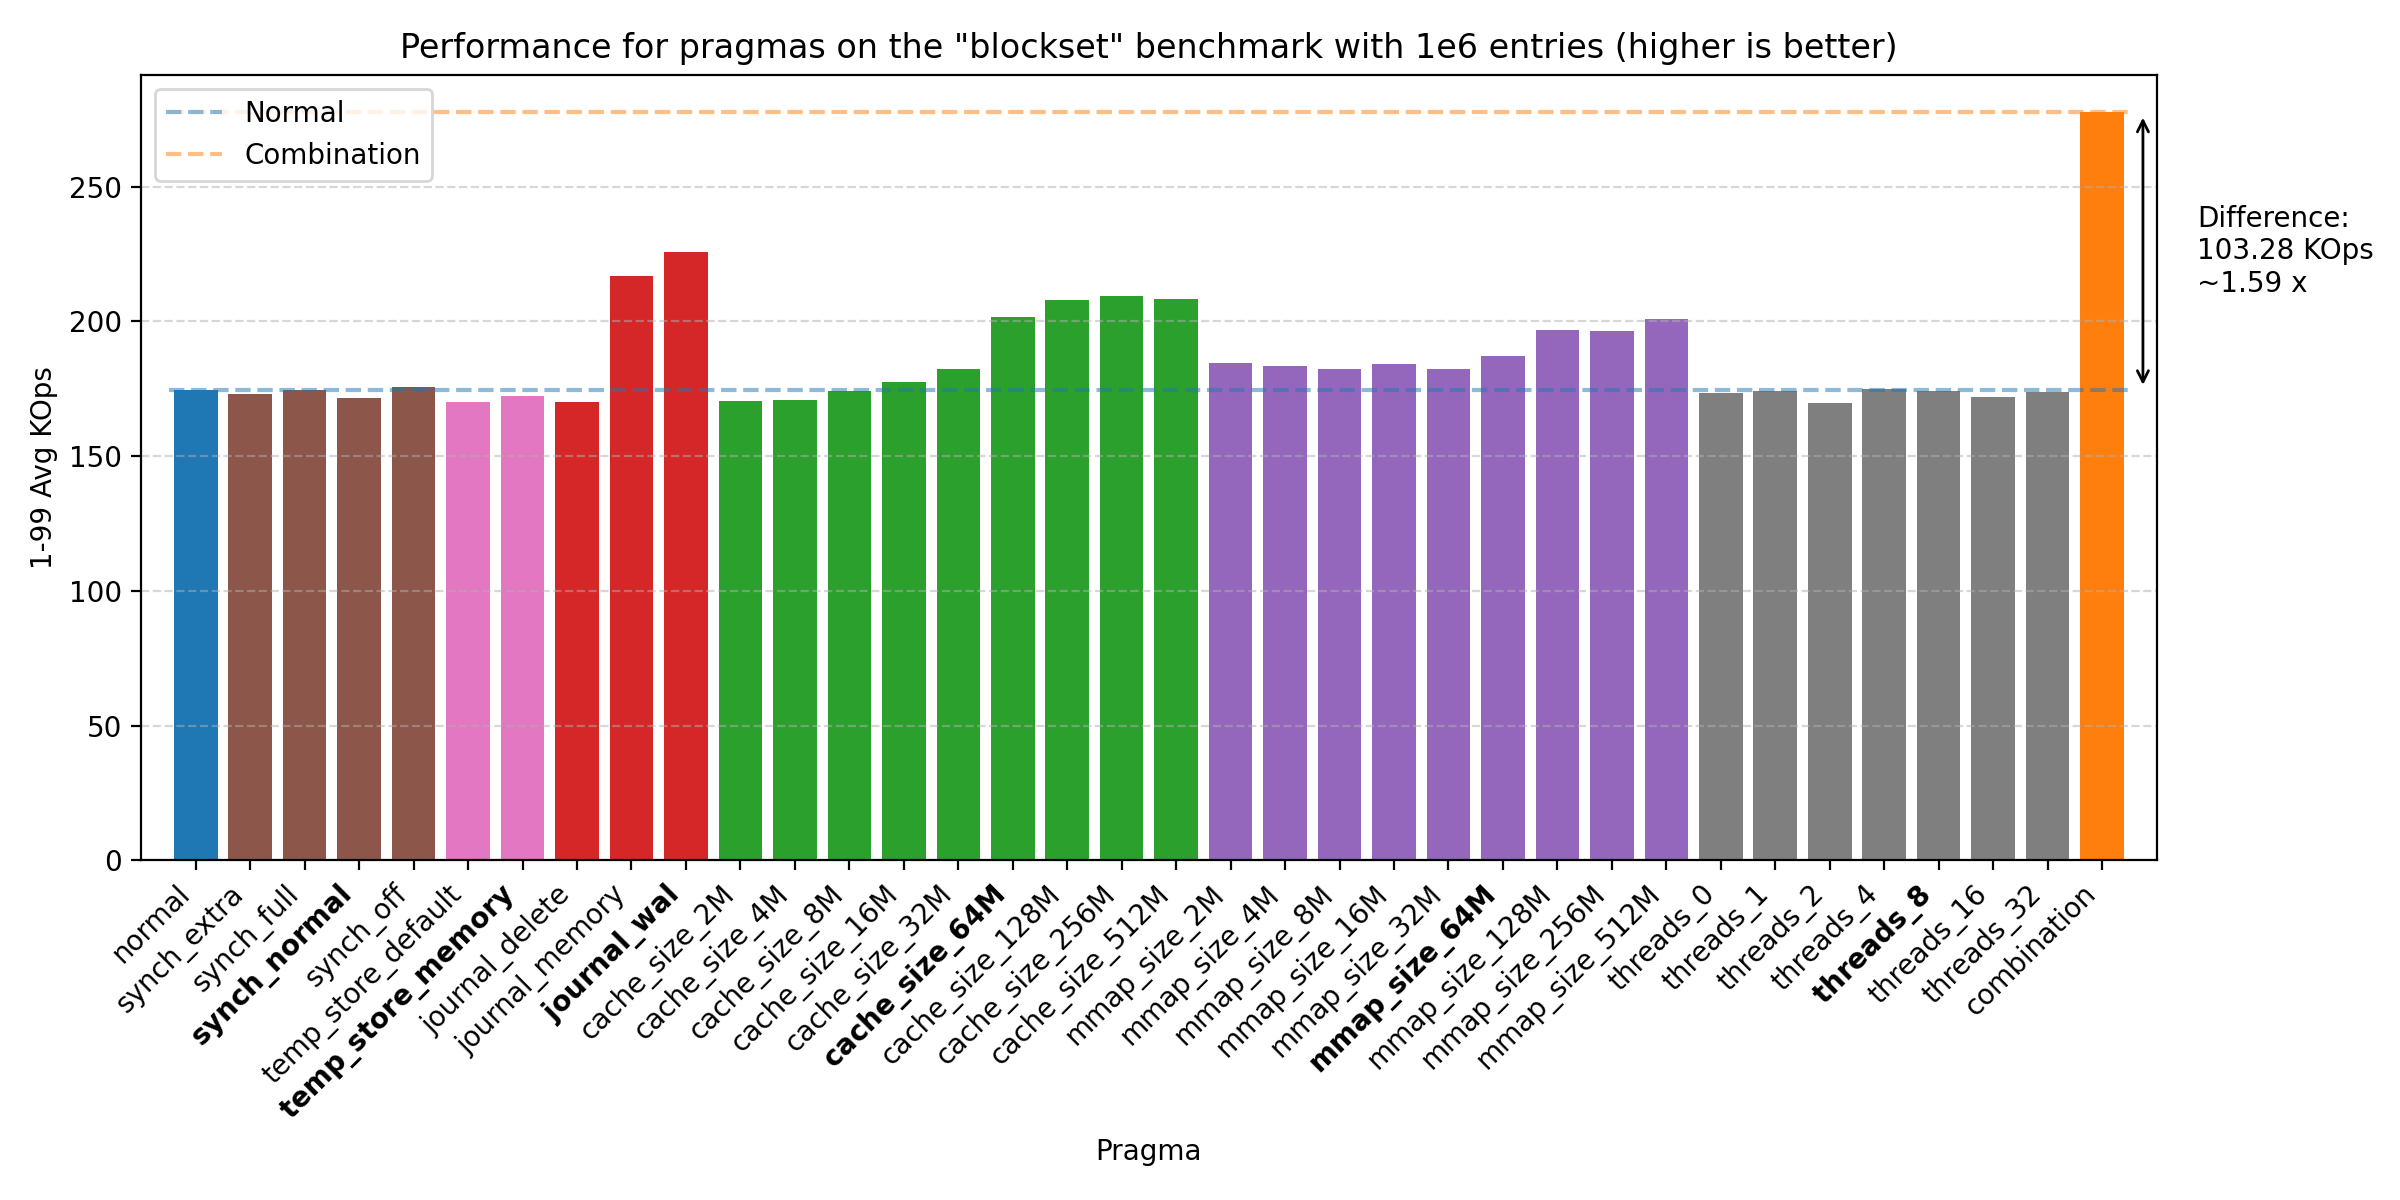 Performance for pragmas on the "blockset" benchmark with 1e6 entries (higher is better)
Normal
Combination
250
200
150
100
50
0
1-99 Avg KOps
Difference:
103.28 KOps
~1.59 x
normal
synch_extra
synch_full
synch_normal
synch_off
temp_store_default
temp_store_memory
journal_delete
journal_memory
journal_wal
cache_size_2M
cache_size_4M
cache_size_8M
cache_size_16M
cache_size_32M
cache_size_64M
cache_size_128M
cache_size_256M
cache_size_512M
mmap_size_2M
mmap_size_4M
mmap_size_8M
mmap_size_16M
mmap_size_32M
mmap_size_64M
mmap_size_128M
mmap_size_256M
mmap_size_512M
threads_0
threads_1
threads_2
threads_4
threads_8
threads_16
threads_32
combination
Pragma